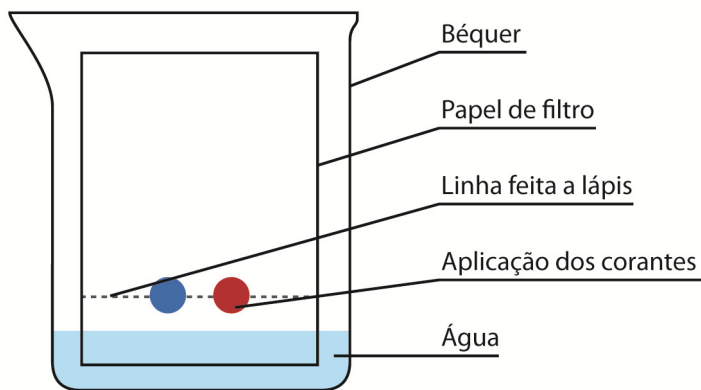 Béquer
Papel de filtro
Linha feita a lápis
Aplicação dos corantes
Água